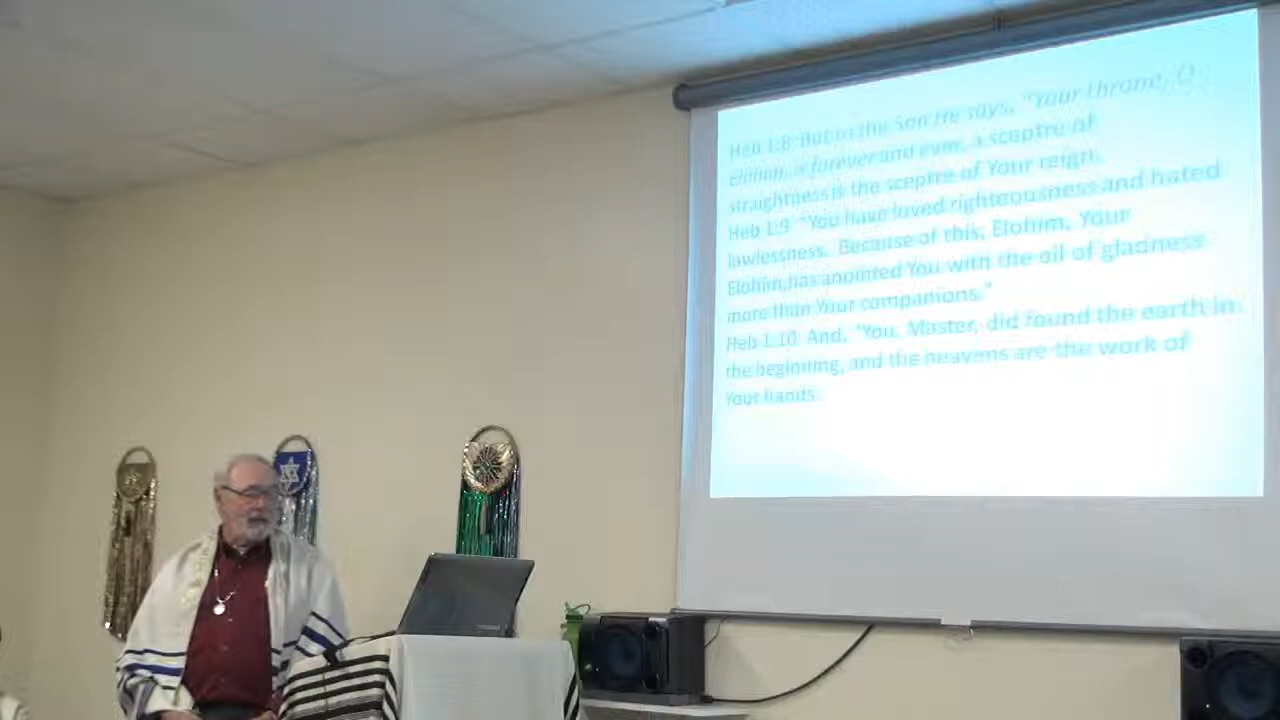 Heb 1:8 But to the Son He says, "Your throne, O
Elohim, is forever and ever, a sceptre of
straightness is the sceptre of Your reign.
Heb 1:9 "You have loved righteousness and hated
lawlessness. Because of this, Elohim, Your
Elohim, has anointed You with the oil of gladness
more than Your companions."
Heb 1:10 And, "You, Master, did found the earth in
the beginning, and the heavens are the work of
Your hands.